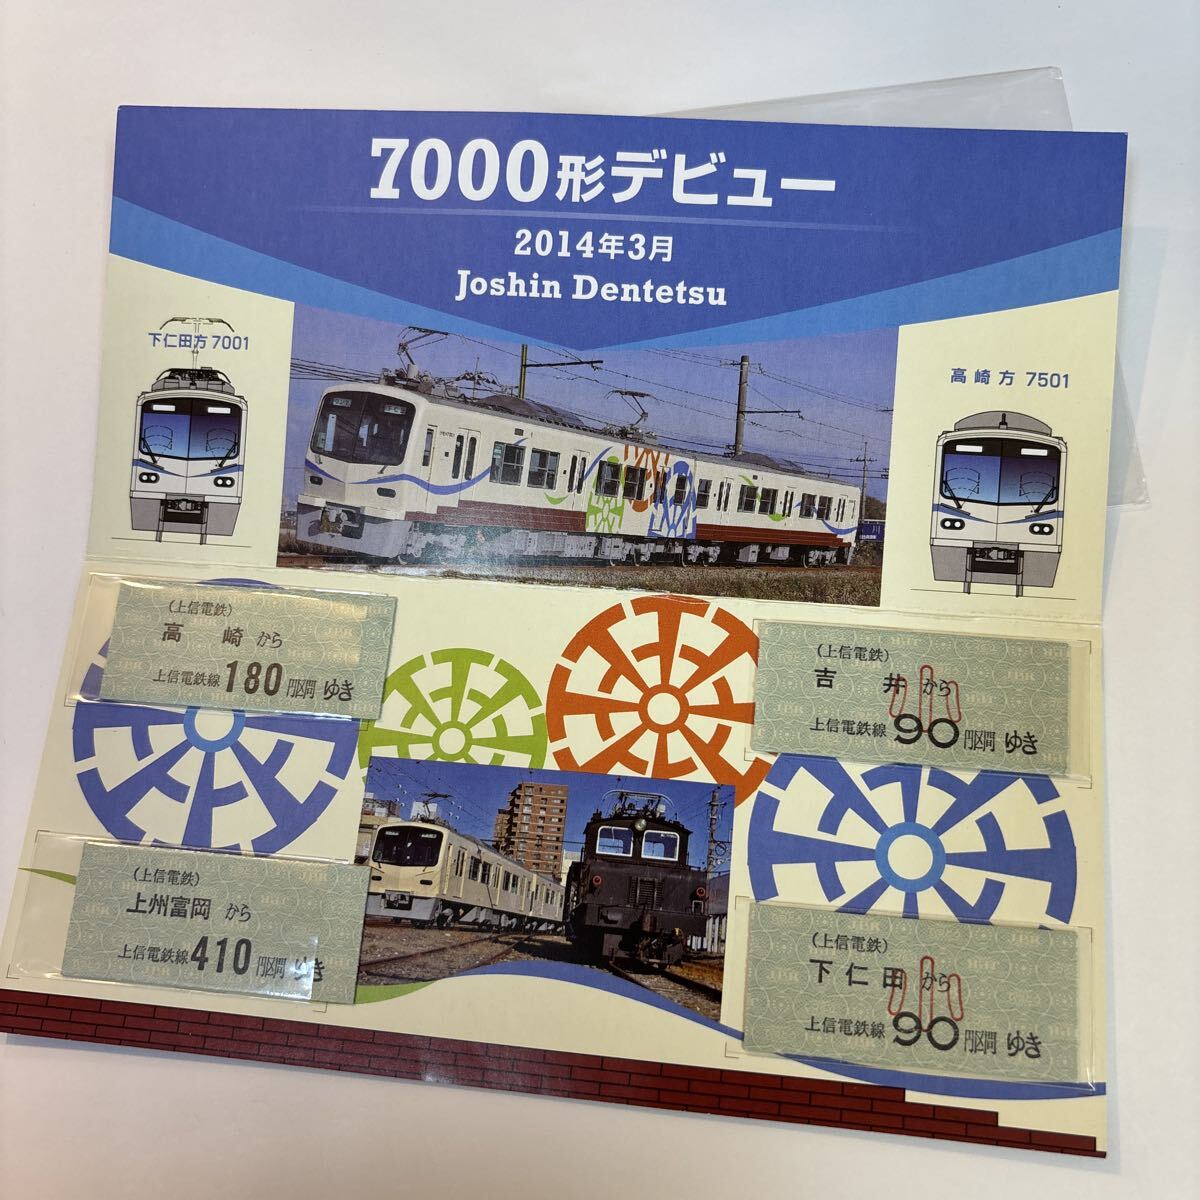 7000形デビュー
2014年3月
Joshin Dentetsu
下仁田方 7001
高崎方 7501
(上信電鉄)
高崎から
上信電鉄線180円区間ゆき
(上信電鉄)
吉井から
小
上信電鉄線90円区間ゆき
(上信電鉄)
上州富岡から
上信電鉄線410円区間ゆき
(上信電鉄)
下仁田から
小
上信電鉄線90円区間ゆき